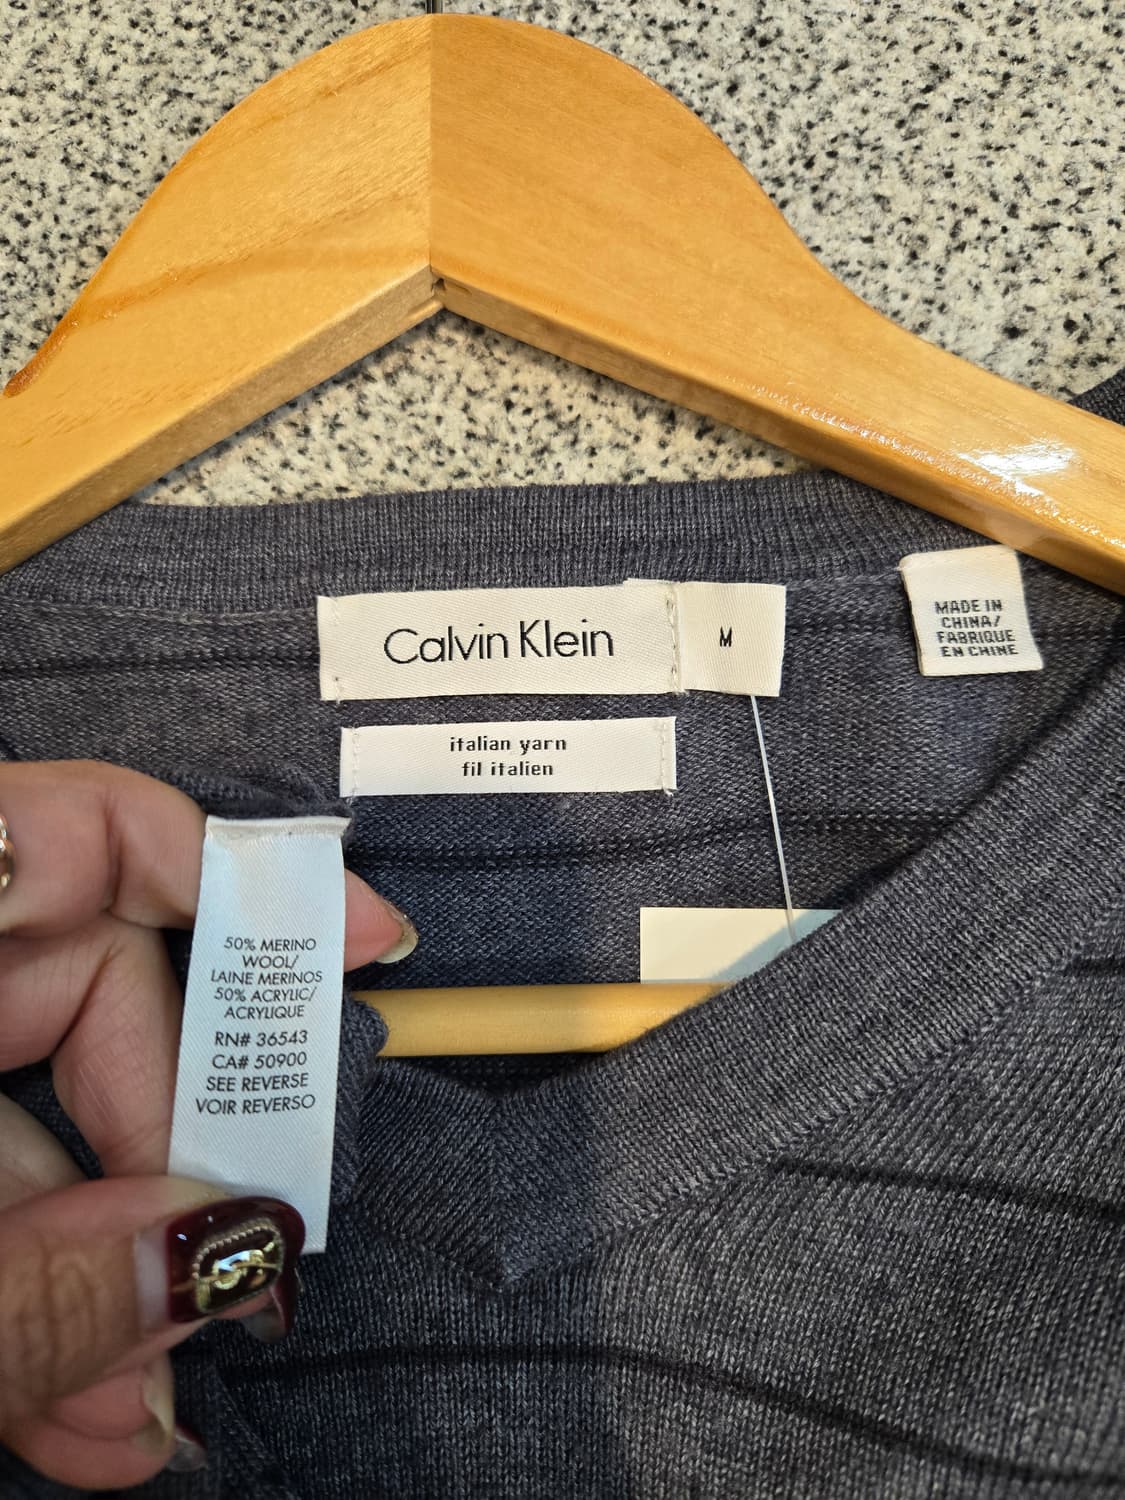 Calvin Klein
M
MADE IN
CHINA/
FABRIQUE
EN CHINE
italian yarn
fil italien
50% MERINO
WOOL/
LAINE MERINOS
50% ACRYLIC/
ACRYLIQUE
RN# 36543
CA# 50900
SEE REVERSE
VOIR REVERSO